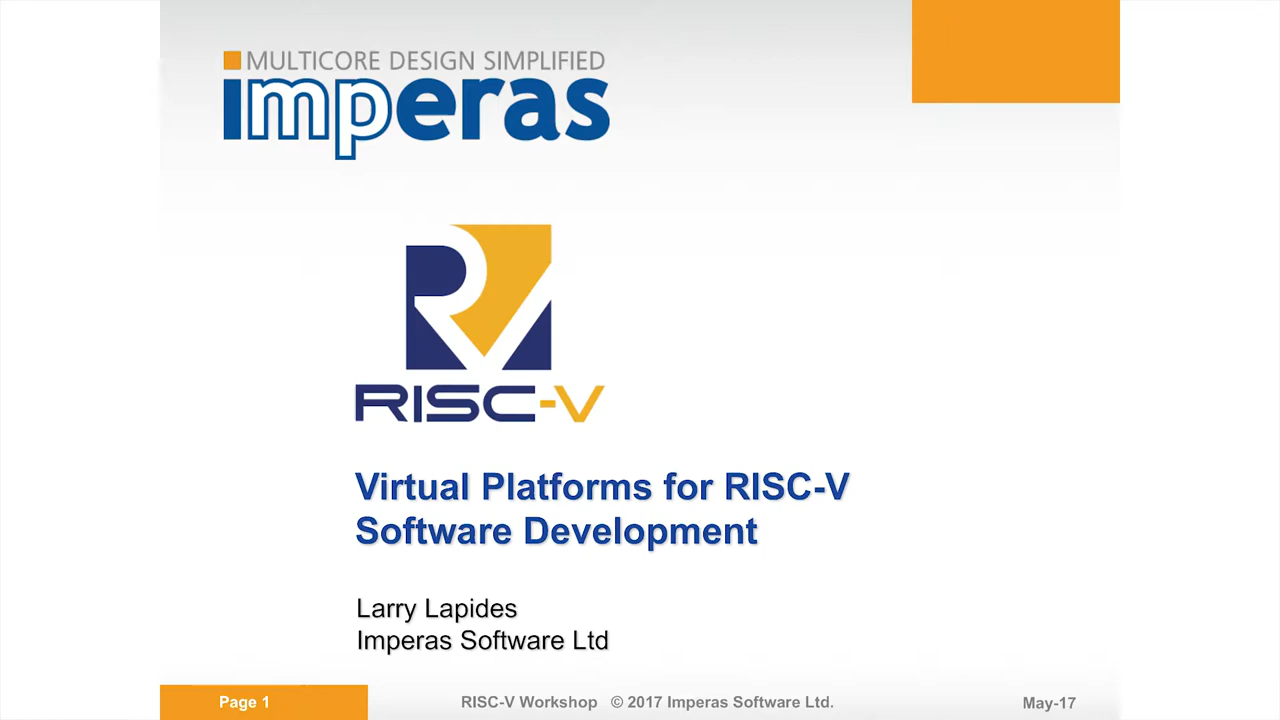 MULTICORE DESIGN SIMPLIFIED
imperas
RISC-V
Virtual Platforms for RISC-V
Software Development
Larry Lapides
Imperas Software Ltd
Page 1
RISC-V Workshop © 2017 Imperas Software Ltd.
May-17